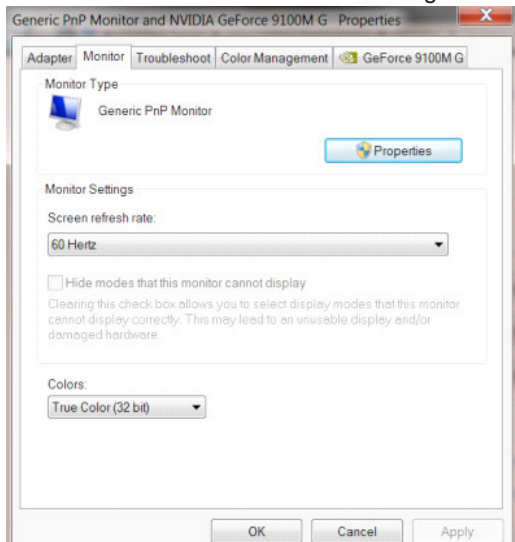 Generic PnP Monitor and NVIDIA GeForce 9100M G Properties
X
Adapter Monitor Troubleshoot Color Management GeForce 9100M G
Monitor Type
Generic PnP Monitor
Properties
Monitor Settings
Screen refresh rate:
60 Hertz
Hide modes that this monitor cannot display
Clearing this check box allows you to select display modes that this monitor
cannot display correctly. This may lead to an unusable display and/or
damaged hardware.
Colors:
True Color (32 bit)
OK Cancel Apply